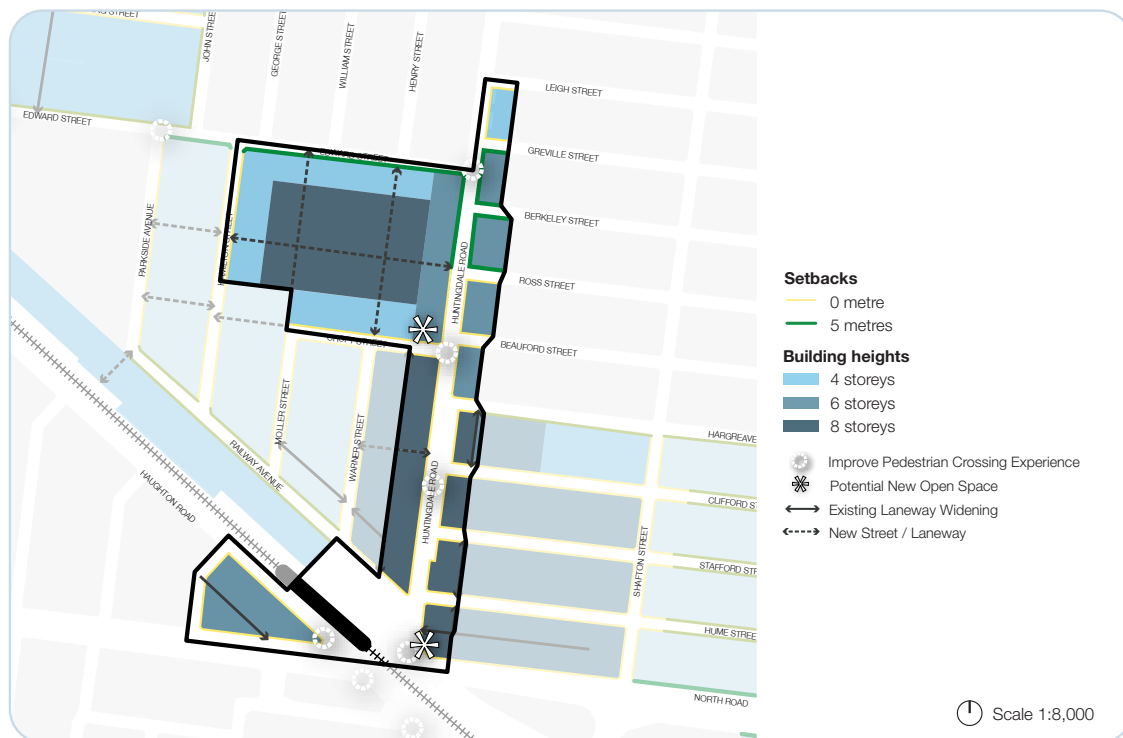 JOHN STREET
GEORGE STREET
WILLIAM STREET
HENRY STREET
LEIGH STREET
EDWARD STREET
GREVILLE STREET
BERKELEY STREET
PARKSIDE AVENUE
HUNTINGDALE ROAD
ROSS STREET
BEAUFORD STREET
MOLLER STREET
WARNER STREET
RAILWAY AVENUE
HAUGHTON ROAD
HUNTINGDALE ROAD
HARGREAVE
CLIFFORD ST
SHAFTON STREET
STAFFORD STR
HUME STREET
NORTH ROAD
Setbacks
0 metre
5 metres
Building heights
4 storeys
6 storeys
8 storeys
Improve Pedestrian Crossing Experience
Potential New Open Space
Existing Laneway Widening
New Street / Laneway
Scale 1:8,000